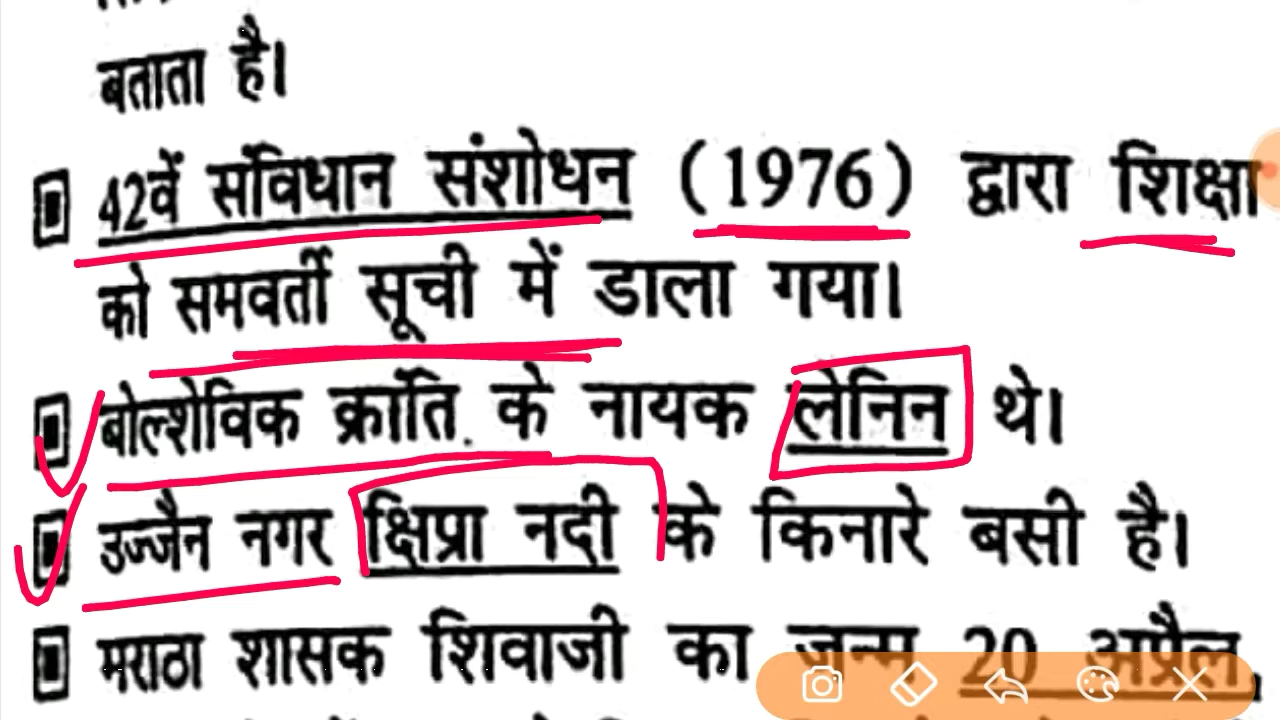 बताता है।
42वें संविधान संशोधन (1976) द्वारा शिक्षा
को समवर्ती सूची में डाला गया।
बोल्शेविक क्रांति के नायक लेनिन थे।
उज्जैन नगर क्षिप्रा नदी के किनारे बसी है।
मराठा शासक शिवाजी का जन्म 20 अप्रैल,